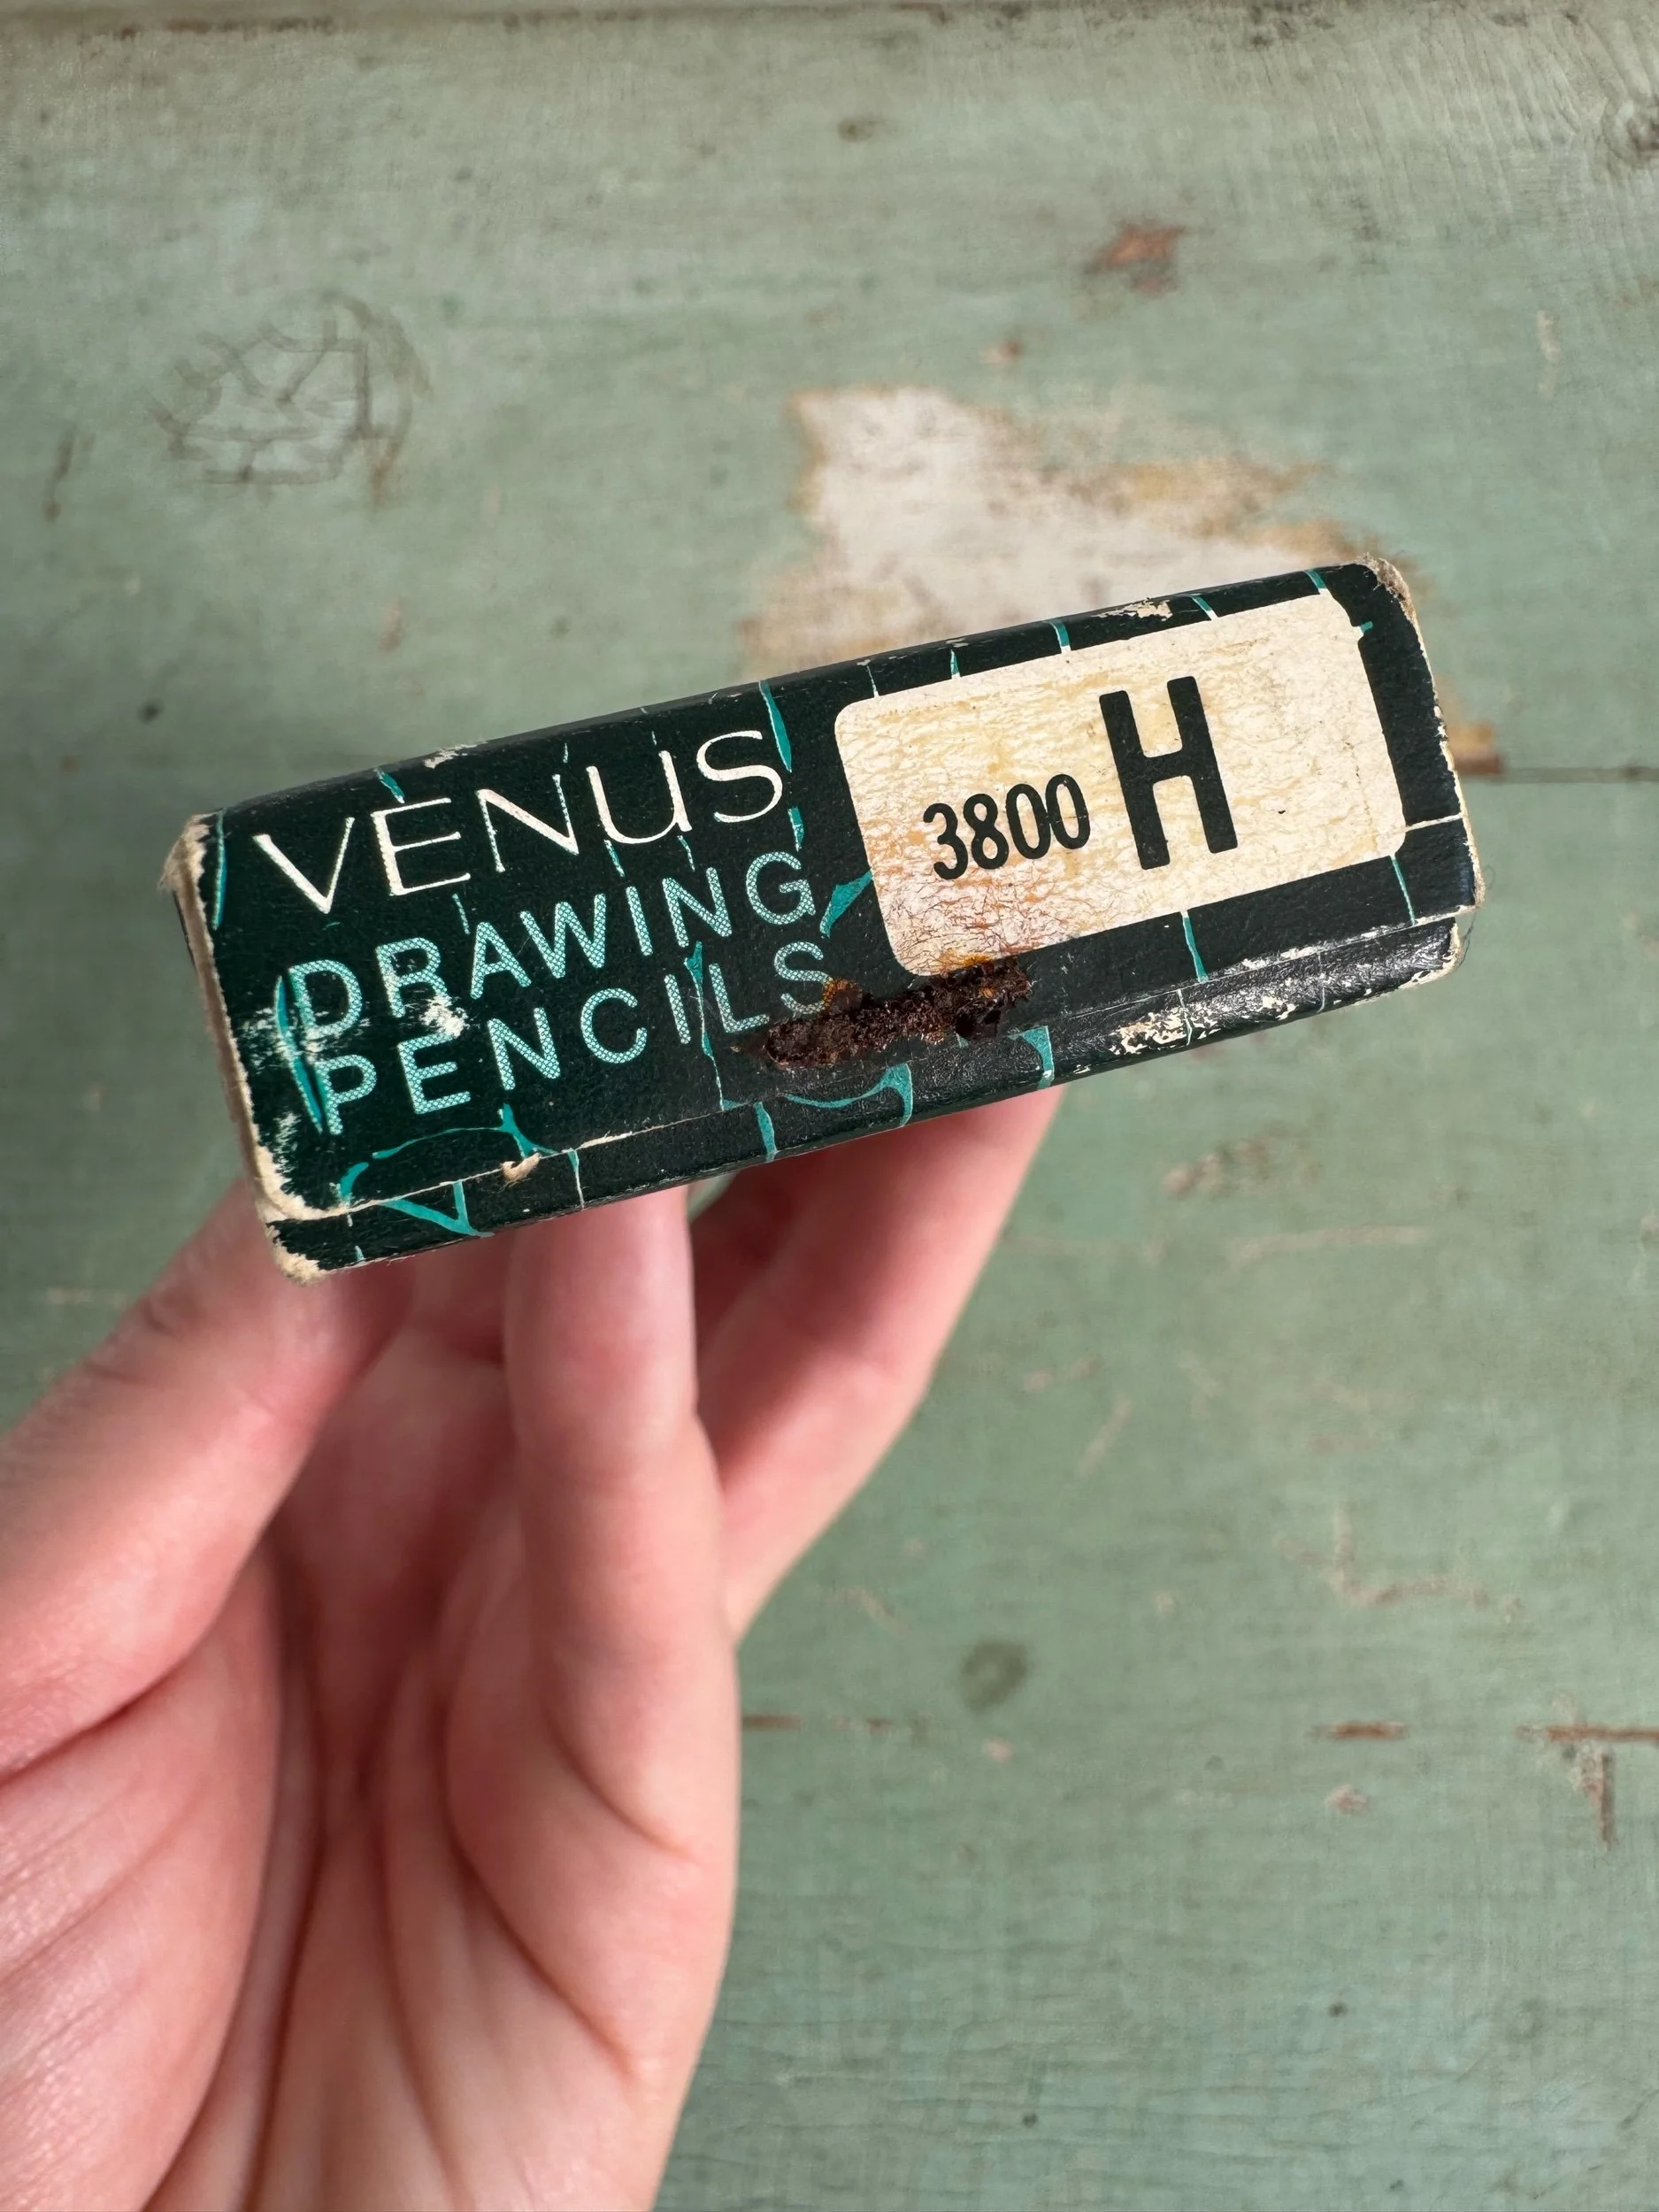 VENUS
DRAWING
PENCILS
3800 H